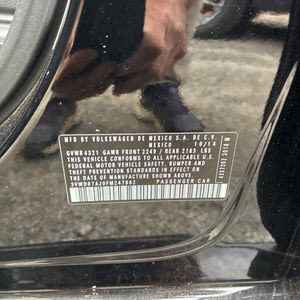 MFD BY VOLKSWAGEN DE MEXICO S.A. DE C.V.
MEXICO 10/14
GVWR 4321 GAWR FRONT 2249 / REAR 2183 LBS
THIS VEHICLE CONFORMS TO ALL APPLICABLE U.S.
FEDERAL MOTOR VEHICLE SAFETY, BUMPER AND
THEFT PREVENTION STANDARDS IN EFFECT ON THE
DATE OF MANUFACTURE SHOWN ABOVE
PASSENGER CAR